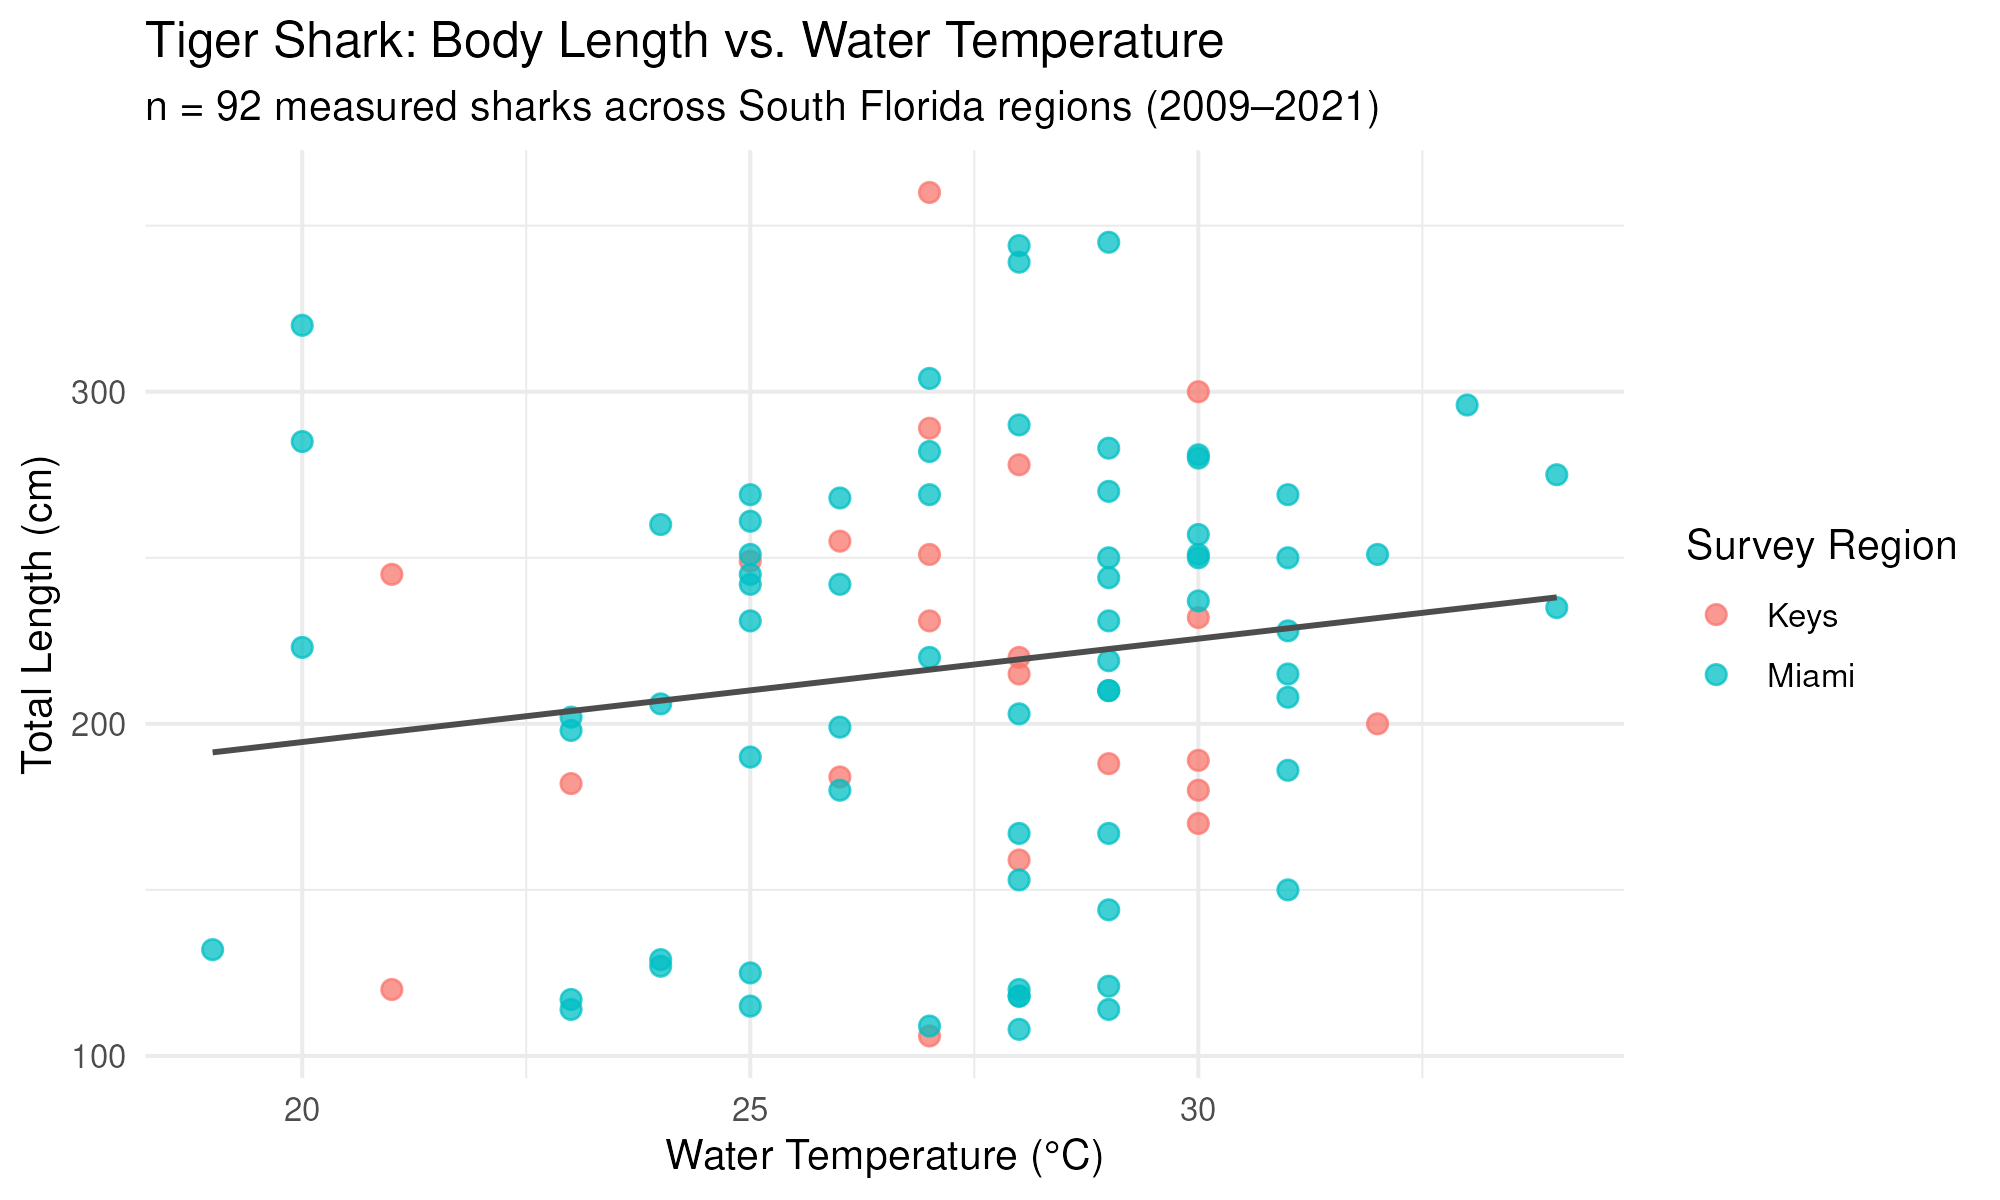 Tiger Shark: Body Length vs. Water Temperature
n = 92 measured sharks across South Florida regions (2009–2021)
Total Length (cm)
300
200
100
20
25
30
Water Temperature (°C)
Survey Region
Keys
Miami